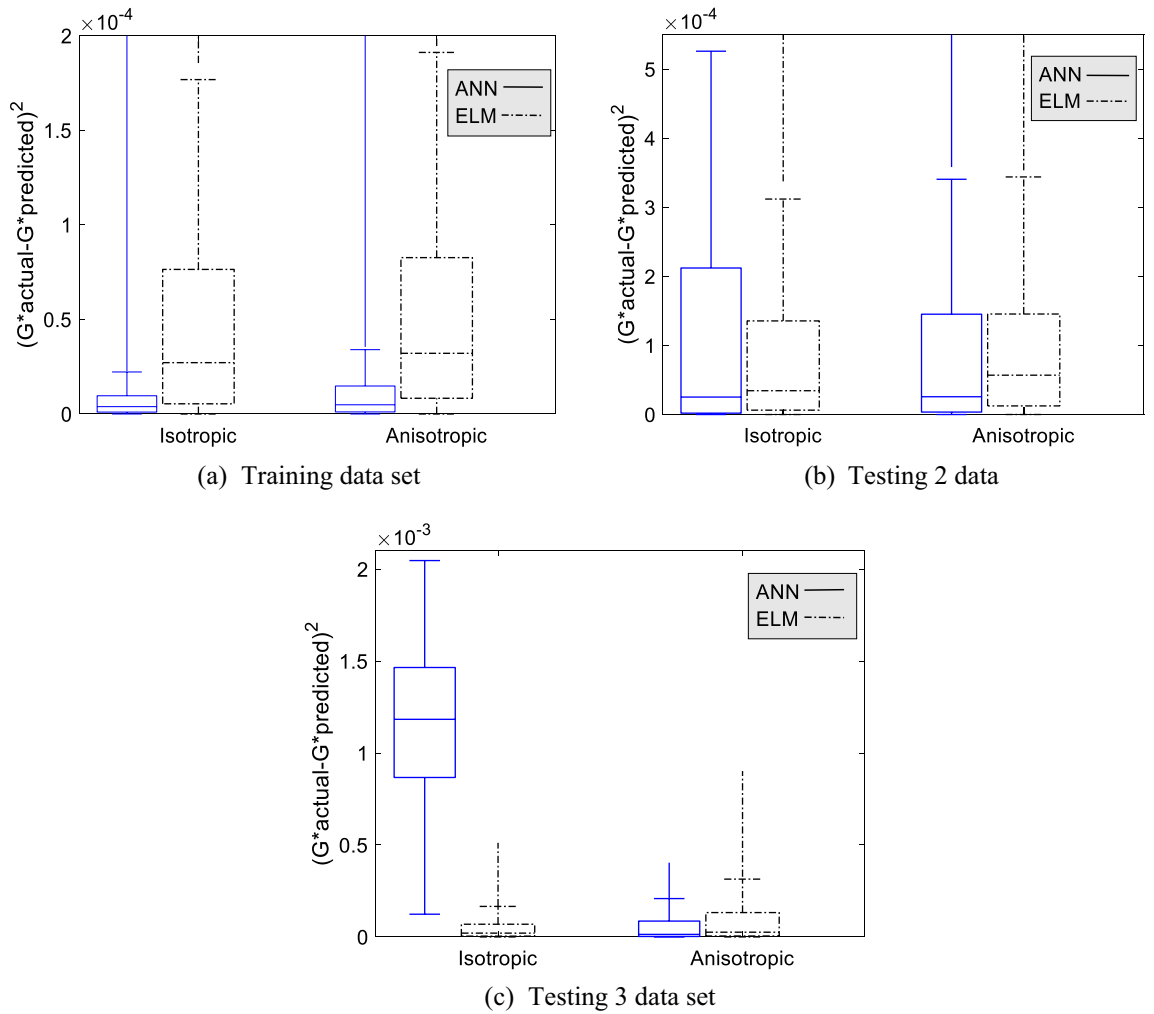 ×10-4
2
1.5
1
0.5
0
(G*actual-G*predicted)2
ANN
ELM
Isotropic
Anisotropic
(a) Training data set
×10-4
5
4
3
2
1
0
(G*actual-G*predicted)2
ANN
ELM
Isotropic
Anisotropic
(b) Testing 2 data
×10-3
2
1.5
1
0.5
0
(G*actual-G*predicted)2
ANN
ELM
Isotropic
Anisotropic
(c) Testing 3 data set